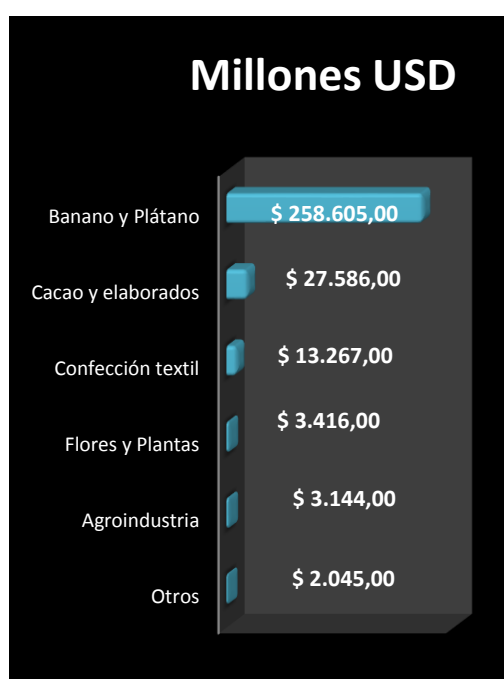 Millones USD
Banano y Plátano $ 258.605,00
Cacao y elaborados $ 27.586,00
Confección textil $ 13.267,00
Flores y Plantas $ 3.416,00
Agroindustria $ 3.144,00
Otros $ 2.045,00